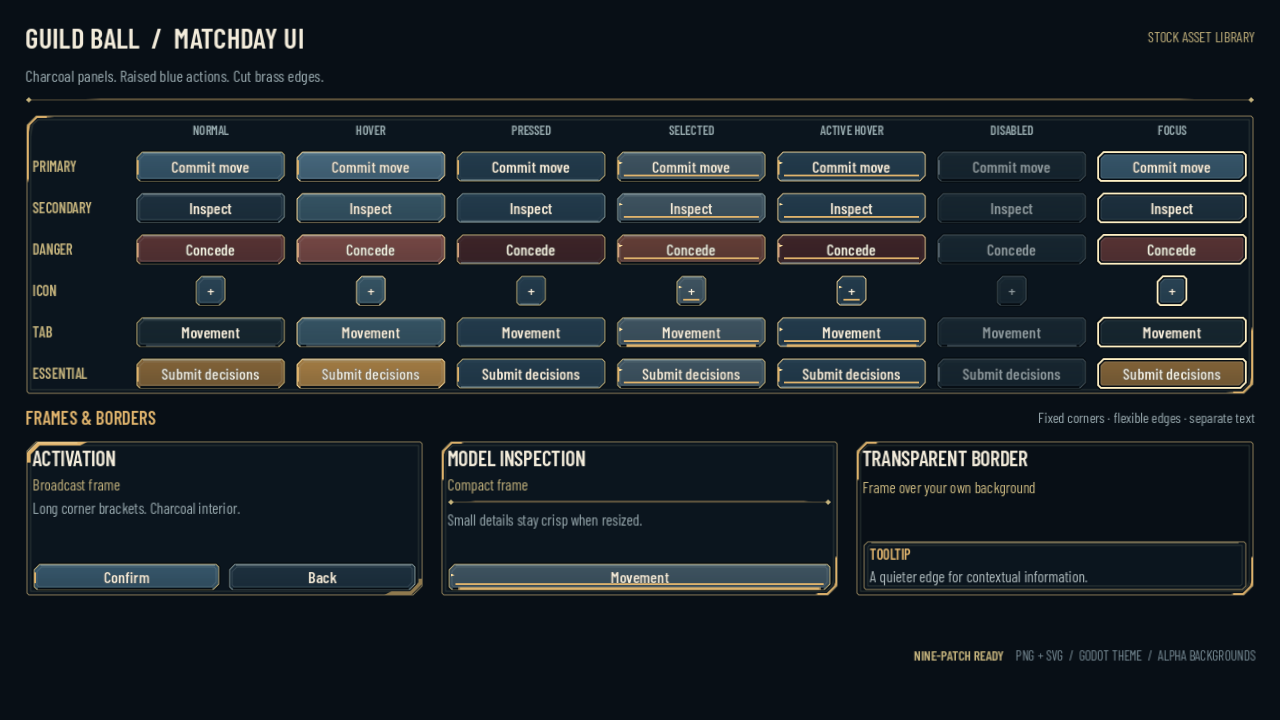 GUILD BALL / MATCHDAY UI
STOCK ASSET LIBRARY
Charcoal panels. Raised blue actions. Cut brass edges.
NORMAL HOVER PRESSED SELECTED ACTIVE HOVER DISABLED FOCUS
PRIMARY Commit move Commit move Commit move Commit move Commit move Commit move Commit move
SECONDARY Inspect Inspect Inspect Inspect Inspect Inspect Inspect
DANGER Concede Concede Concede Concede Concede Concede Concede
ICON + + + + + + +
TAB Movement Movement Movement Movement Movement Movement Movement
ESSENTIAL Submit decisions Submit decisions Submit decisions Submit decisions Submit decisions Submit decisions Submit decisions
FRAMES & BORDERS
Fixed corners · flexible edges · separate text
ACTIVATION
Broadcast frame
Long corner brackets. Charcoal interior.
Confirm Back
MODEL INSPECTION
Compact frame
Small details stay crisp when resized.
Movement
TRANSPARENT BORDER
Frame over your own background
TOOLTIP
A quieter edge for contextual information.
NINE-PATCH READY PNG + SVG / GODOT THEME / ALPHA BACKGROUNDS